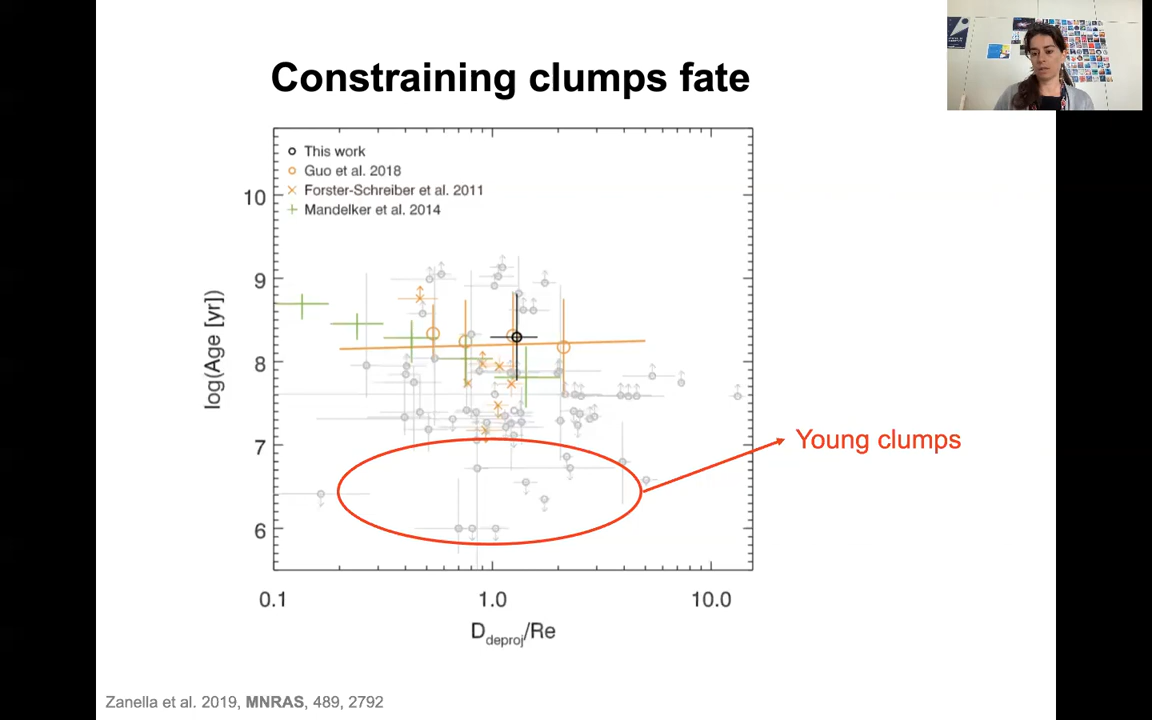 Constraining clumps fate
This work
Guo et al. 2018
Forster-Schreiber et al. 2011
Mandelker et al. 2014
10
9
8
7
6
log(Age [yr])
0.1
1.0
10.0
Ddeproj/Re
Young clumps
Zanella et al. 2019, MNRAS, 489, 2792